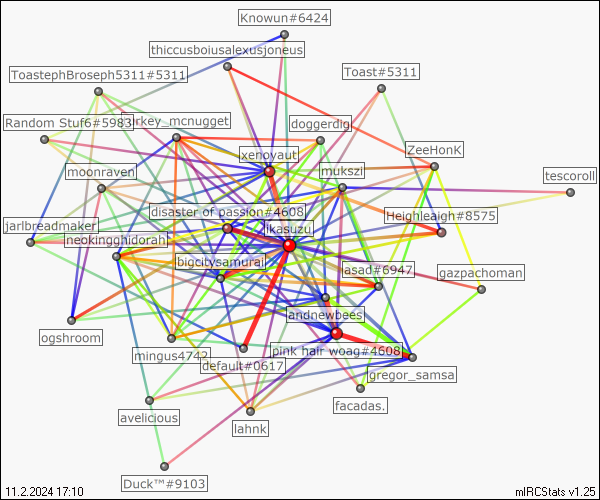 Knowun#6424
thiccusboiusalexusjoneus
ToastephBroseph5311#5311
Toast#5311
Random Stuf6#5983
rkey_mcnugget
doggerdig
xenoyaut
ZeeHonK
moonraven
mukszi
tescoroll
disaster of passion#4608
Heighleaigh#8575
jarlbreadmaker
ikasuzu
neokingghidorah
bigcitysamurai
lasad#6947
gazpachoman
andnewbees
ogshroom
mingus4742
pink hair woag#4608
default#0617
gregor_samsa
avelicious
facadas.
lahnk
Duck™#9103
11.2.2024 17:10
mIRCStats v1.25